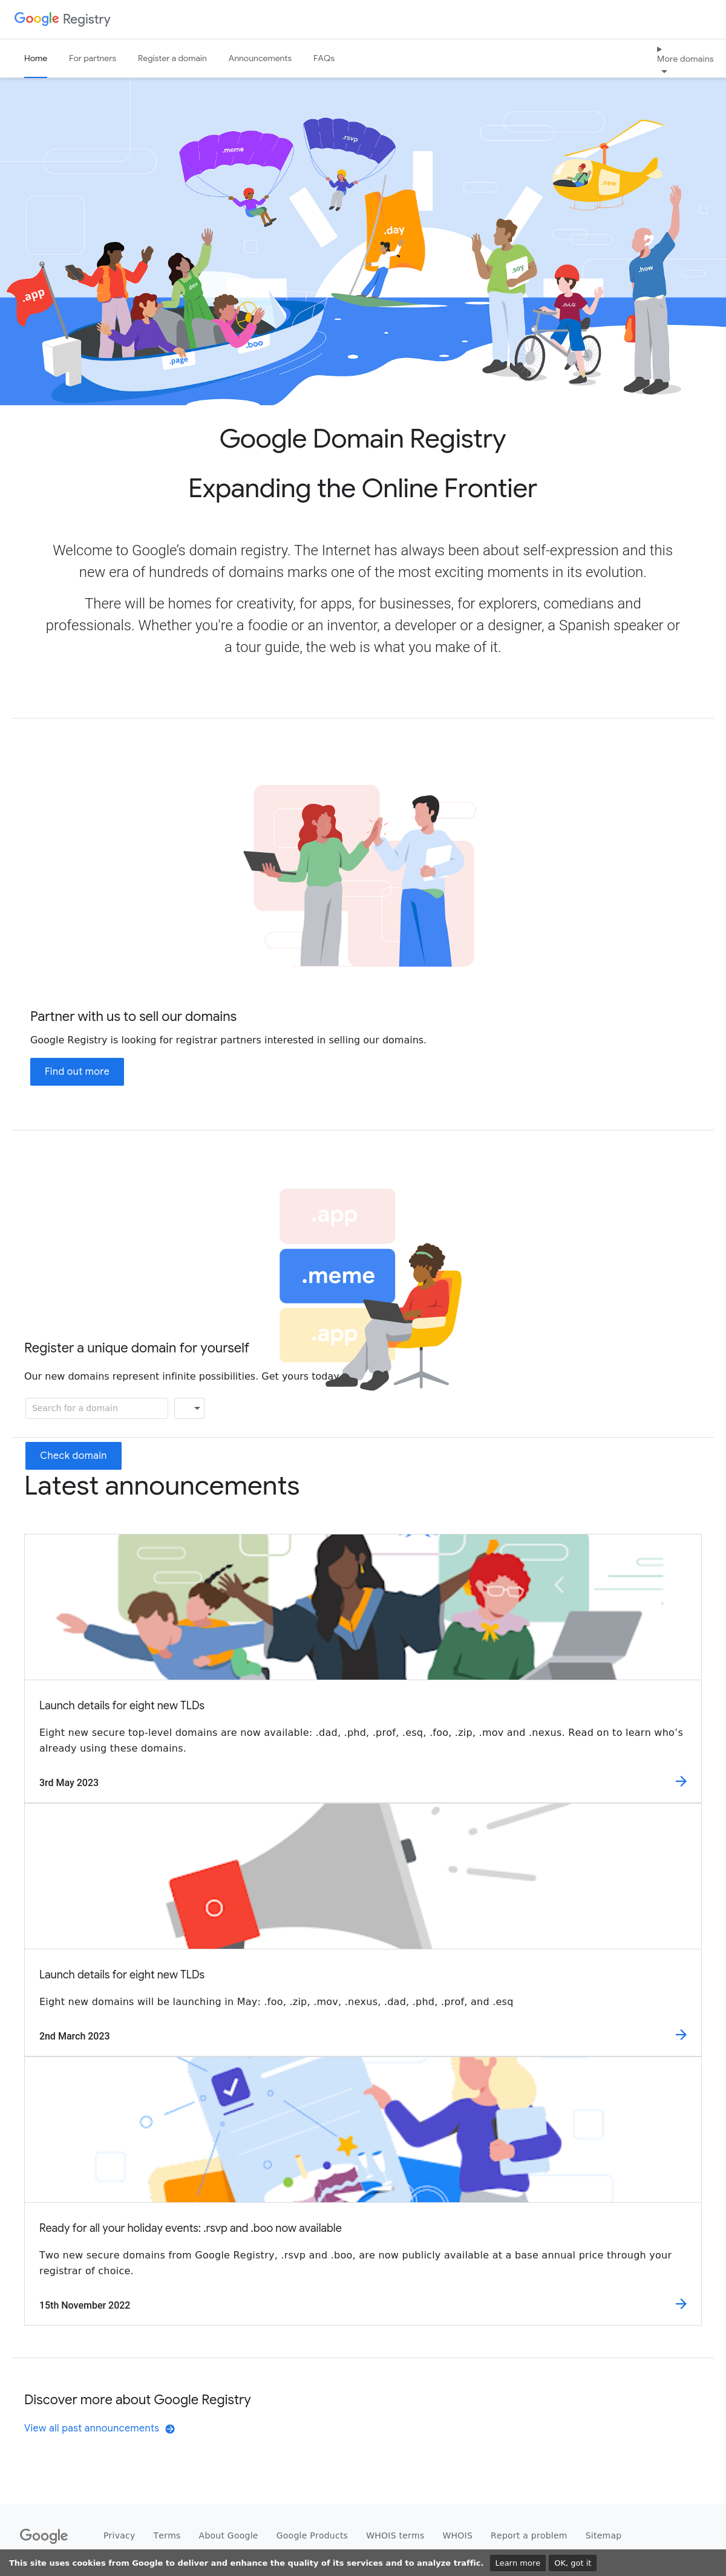 Google Registry
Home For partners Register a domain Announcements FAQs More domains
.meme
.rsvp
.new
.day
.app
.dev
.soy
.how
.page
.boo
Google Domain Registry
Expanding the Online Frontier
Welcome to Google’s domain registry. The Internet has always been about self-expression and this
new era of hundreds of domains marks one of the most exciting moments in its evolution.
There will be homes for creativity, for apps, for businesses, for explorers, comedians and
professionals. Whether you're a foodie or an inventor, a developer or a designer, a Spanish speaker or
a tour guide, the web is what you make of it.
Partner with us to sell our domains
Google Registry is looking for registrar partners interested in selling our domains.
Find out more
.app
.meme
.app
Register a unique domain for yourself
Our new domains represent infinite possibilities. Get yours today
Search for a domain
Check domain
Latest announcements
Launch details for eight new TLDs
Eight new secure top-level domains are now available: .dad, .phd, .prof, .esq, .foo, .zip, .mov and .nexus. Read on to learn who’s
already using these domains.
3rd May 2023
Launch details for eight new TLDs
Eight new domains will be launching in May: .foo, .zip, .mov, .nexus, .dad, .phd, .prof, and .esq
2nd March 2023
Ready for all your holiday events: .rsvp and .boo now available
Two new secure domains from Google Registry, .rsvp and .boo, are now publicly available at a base annual price through your
registrar of choice.
15th November 2022
Discover more about Google Registry
View all past announcements
Google Privacy Terms About Google Google Products WHOIS terms WHOIS Report a problem Sitemap
This site uses cookies from Google to deliver and enhance the quality of its services and to analyze traffic. Learn more OK, got it